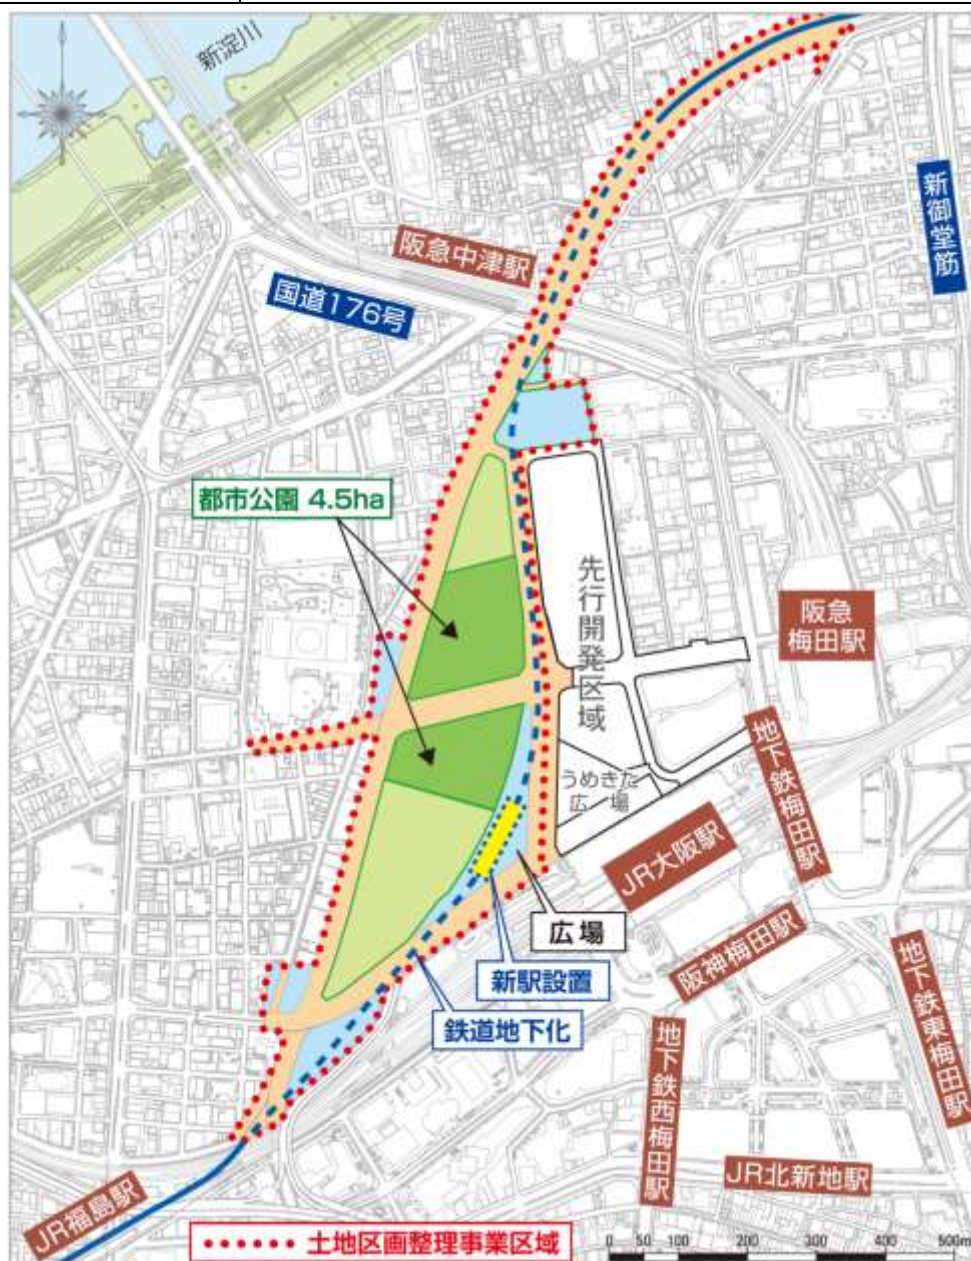 新淀川
新御堂筋
阪急中津駅
国道176号
都市公園 4.5ha
先行開発区域
阪急
梅田駅
うめきた
広場
地下鉄梅田駅
JR大阪駅
広場
阪神梅田駅
新駅設置
地下鉄東梅田駅
鉄道地下化
地下鉄西梅田駅
JR北新地駅
JR福島駅
土地区画整理事業区域
0 50 100 200 300 400 500m